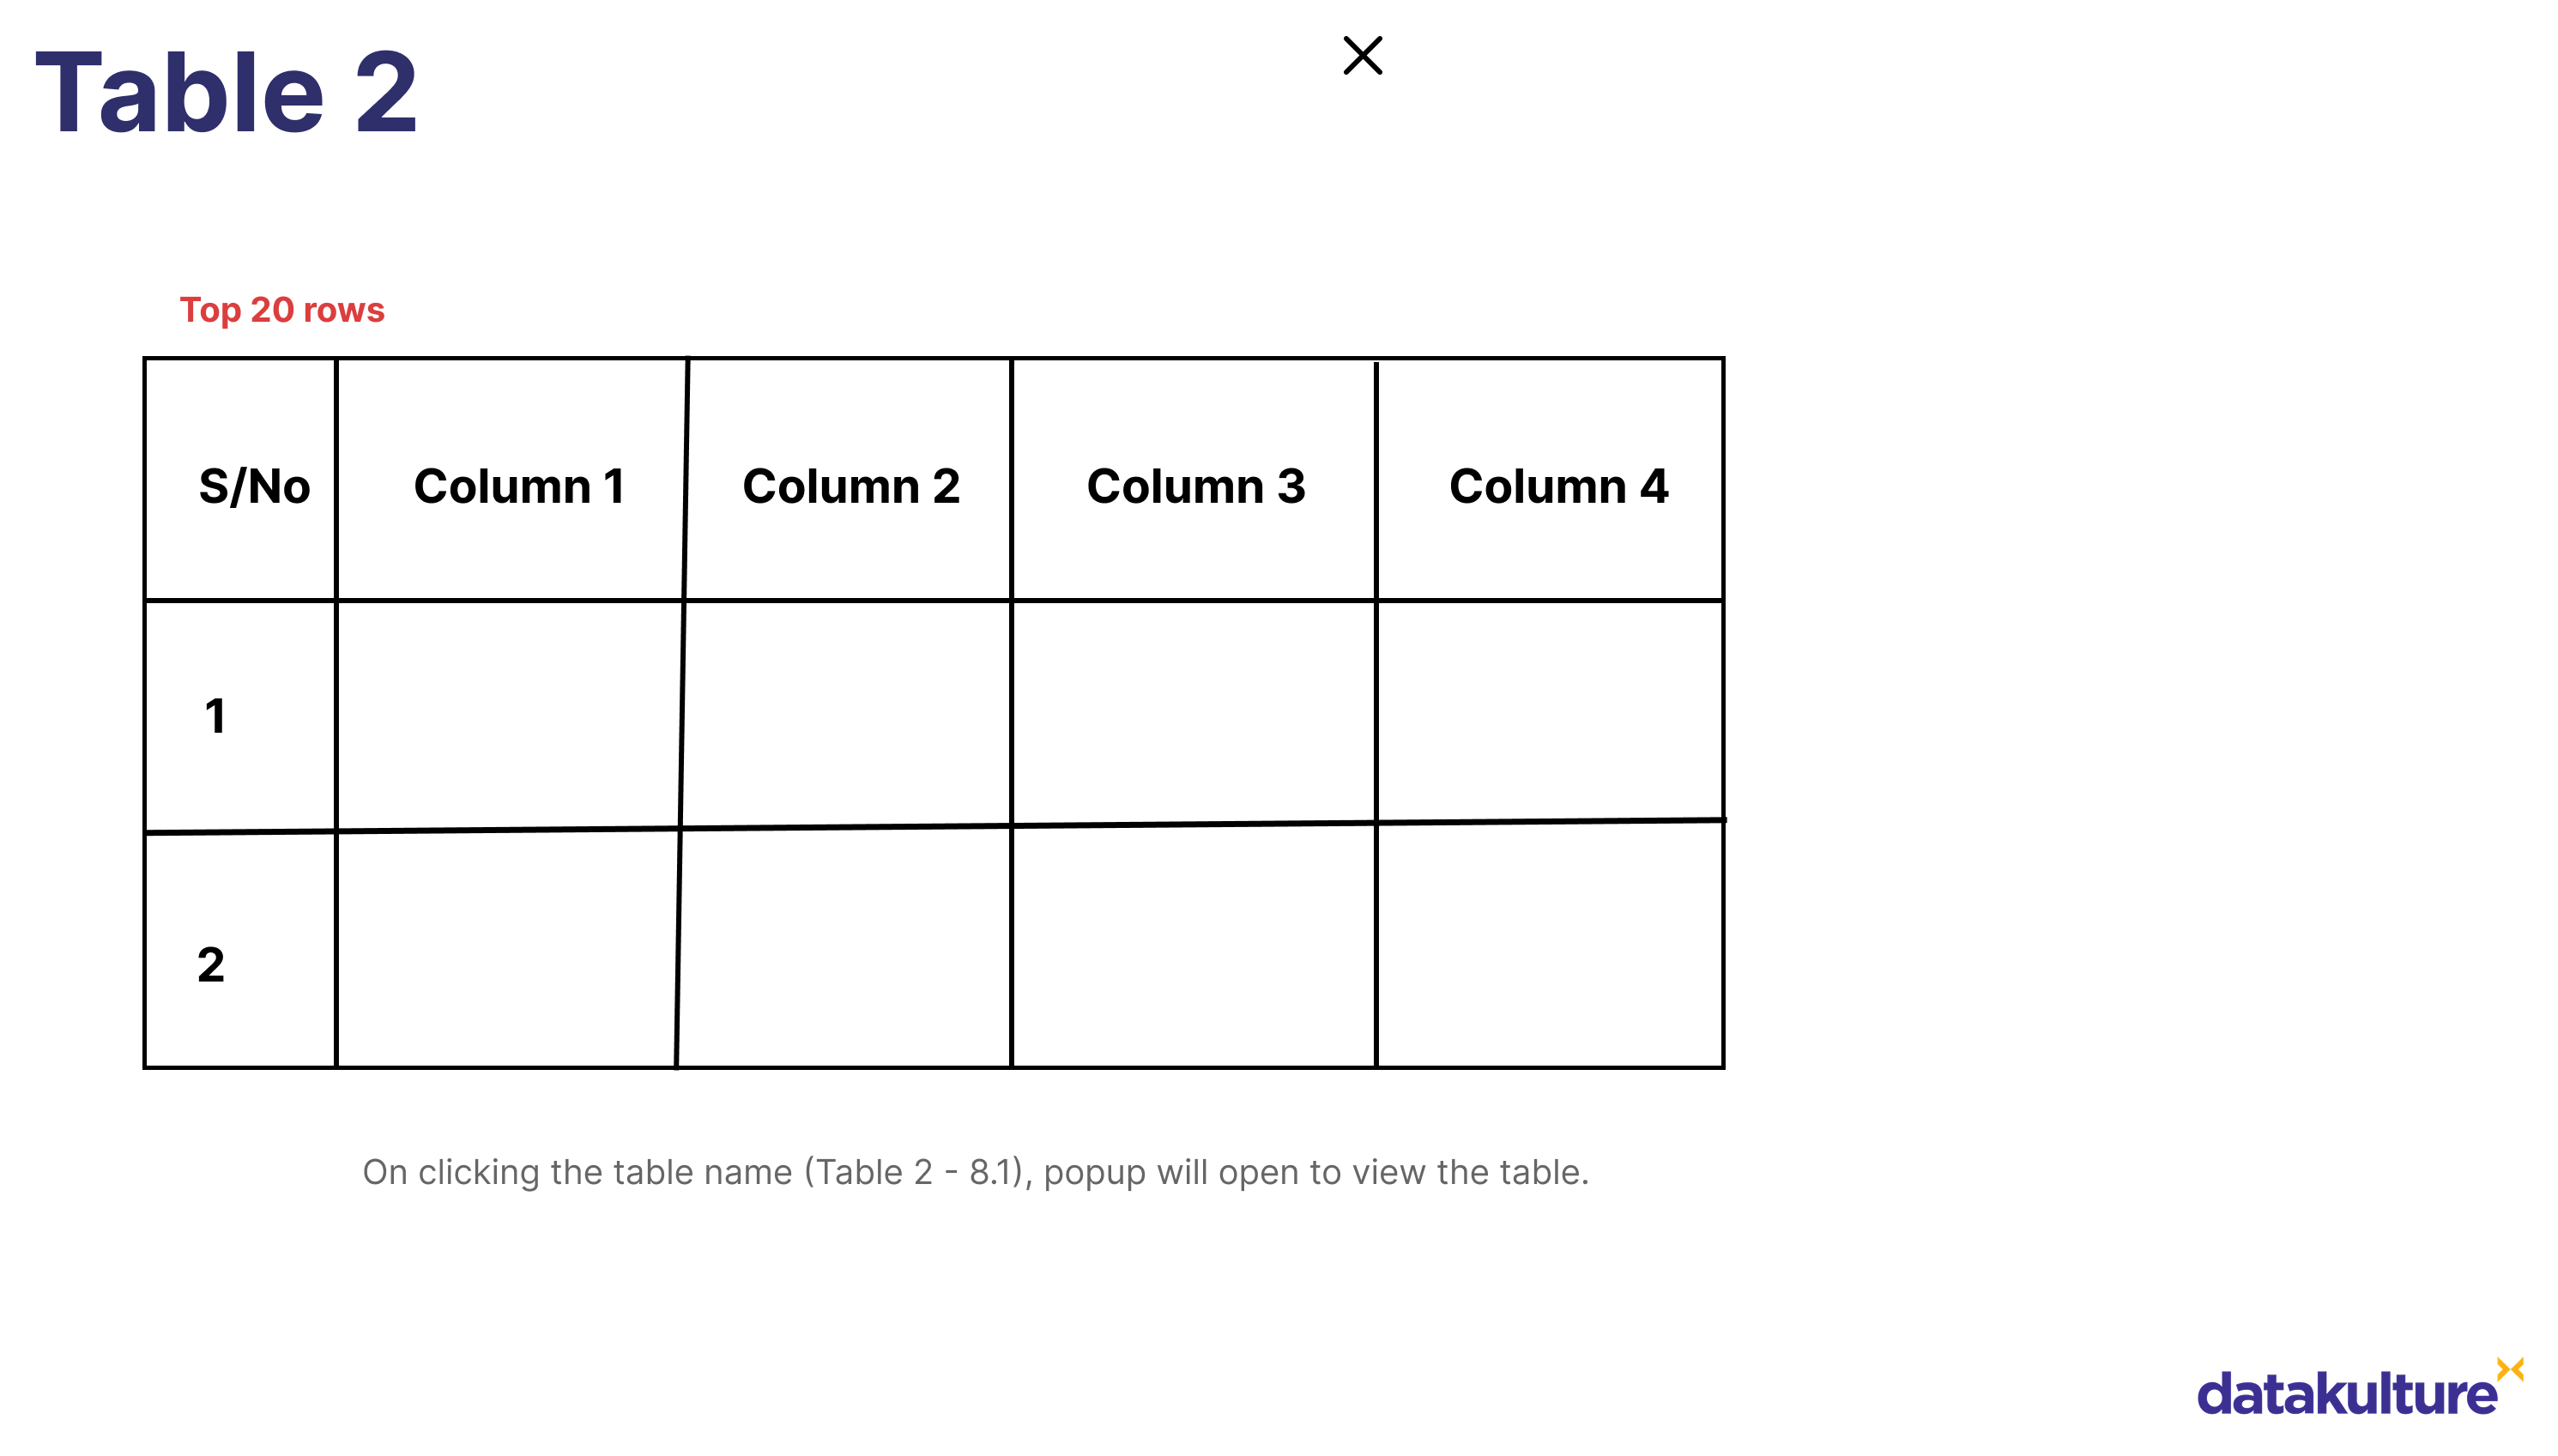 Table 2
Top 20 rows
S/No Column 1 Column 2 Column 3 Column 4
1
2
On clicking the table name (Table 2 - 8.1), popup will open to view the table.
datakulture